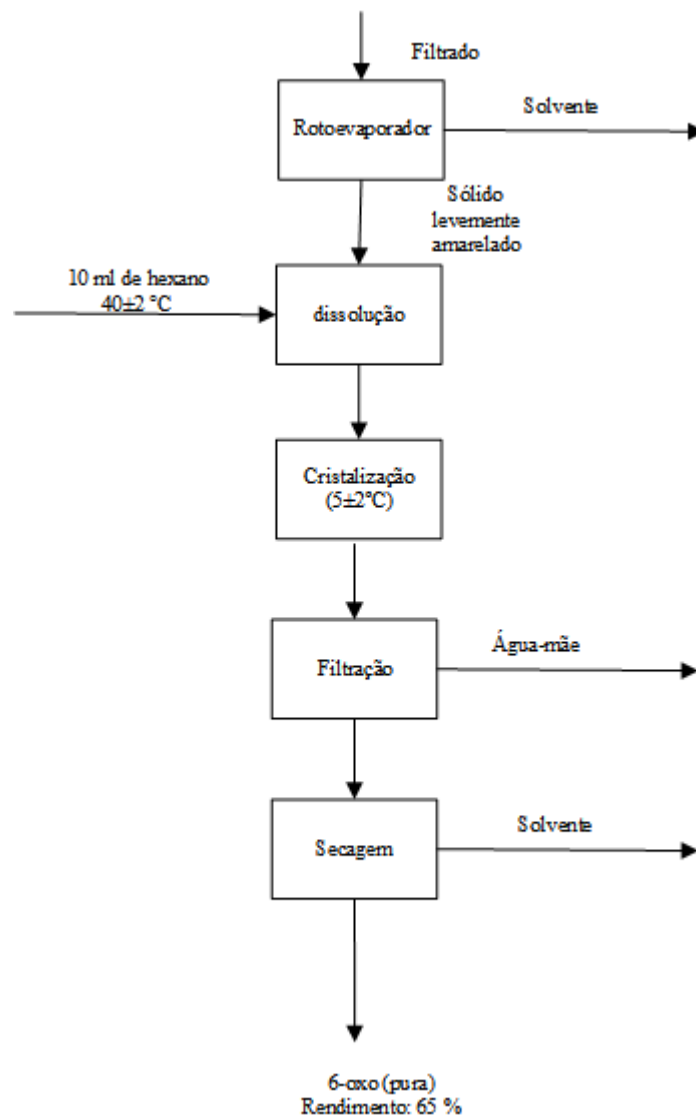 Filtrado
Rotoevaporador
Solvente
Sólido
levemente
amarelado
10 ml de hexano
40±2 °C
dissolução
Cristalização
(5±2°C)
Filtração
Água-mãe
Secagem
Solvente
6-oxo (pura)
Rendimento: 65 %